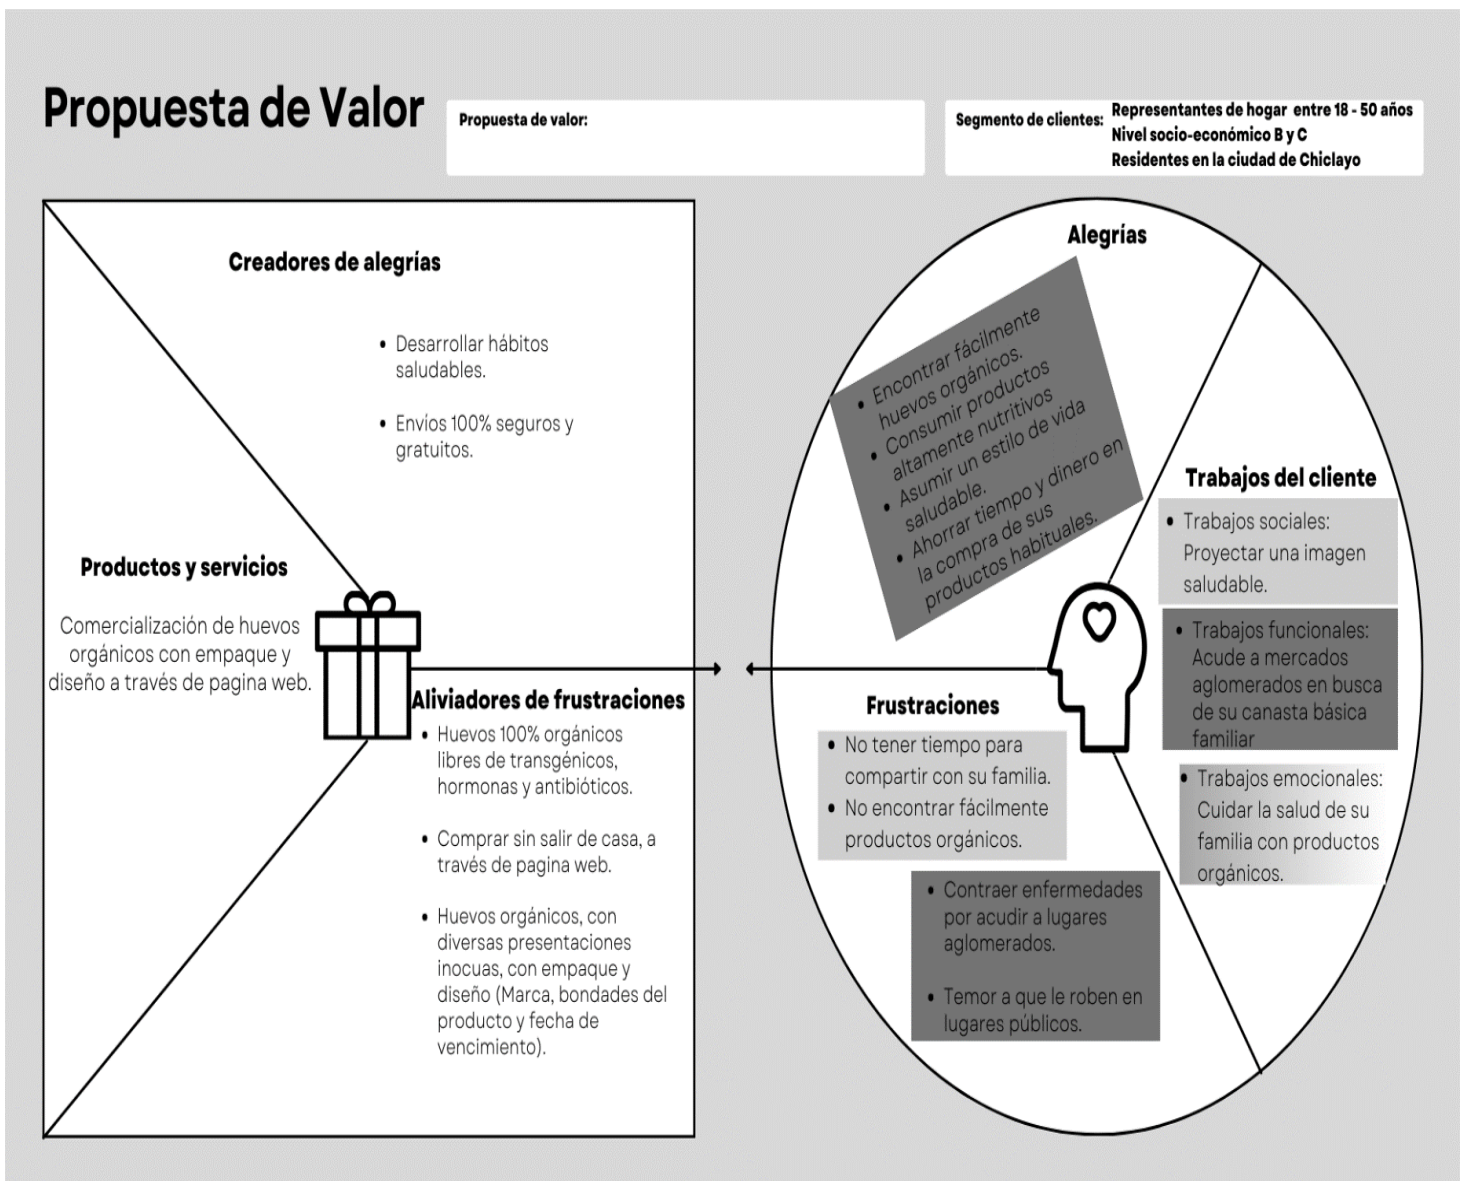 Propuesta de Valor
Propuesta de valor:
Segmento de clientes:
Representantes de hogar entre 18 - 50 años
Nivel socio-económico B y C
Residentes en la ciudad de Chiclayo
Creadores de alegrías
• Desarrollar hábitos
saludables.
• Envíos 100% seguros y
gratuitos.
Productos y servicios
Comercialización de huevos
orgánicos con empaque y
diseño a través de pagina web.
Aliviadores de frustraciones
• Huevos 100% orgánicos
libres de transgénicos,
hormonas y antibióticos.
• Comprar sin salir de casa, a
través de pagina web.
• Huevos orgánicos, con
diversas presentaciones
inocuas, con empaque y
diseño (Marca, bondades del
producto y fecha de
vencimiento).
Alegrías
• Encontrar fácilmente
huevos orgánicos.
• Consumir productos
altamente nutritivos
• Asumir un estilo de vida
saludable.
• Ahorrar tiempo y dinero en
la compra de sus
productos habituales.
Trabajos del cliente
• Trabajos sociales:
Proyectar una imagen
saludable.
• Trabajos funcionales:
Acude a mercados
aglomerados en busca
de su canasta básica
familiar
• Trabajos emocionales:
Cuidar la salud de su
familia con productos
orgánicos.
Frustraciones
• No tener tiempo para
compartir con su familia.
• No encontrar fácilmente
productos orgánicos.
• Contraer enfermedades
por acudir a lugares
aglomerados.
• Temor a que le roben en
lugares públicos.